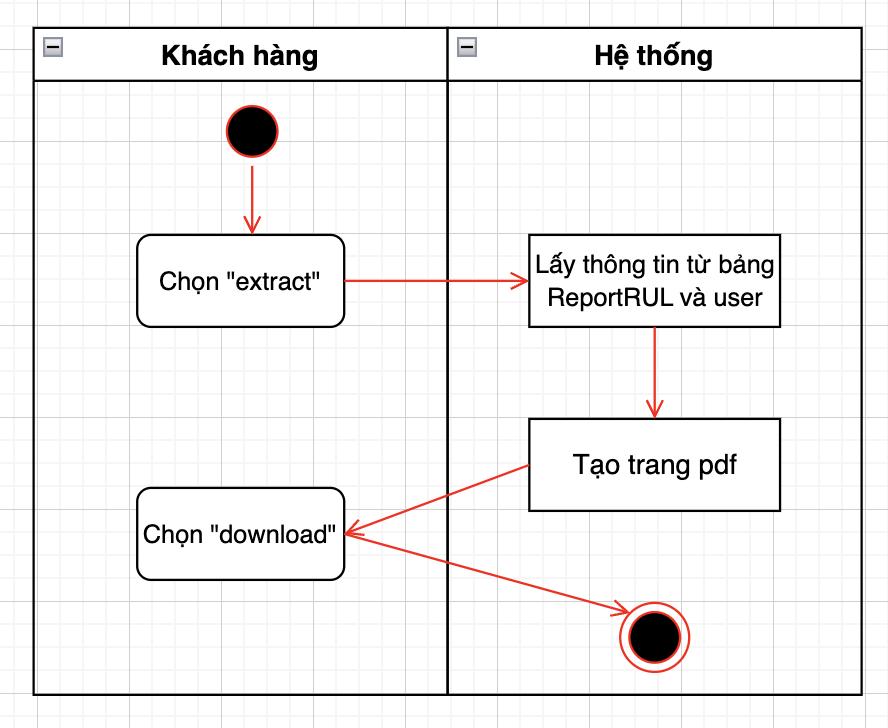 Khách hàng
Hệ thống
Chọn "extract"
Lấy thông tin từ bảng
ReportRUL và user
Tạo trang pdf
Chọn "download"